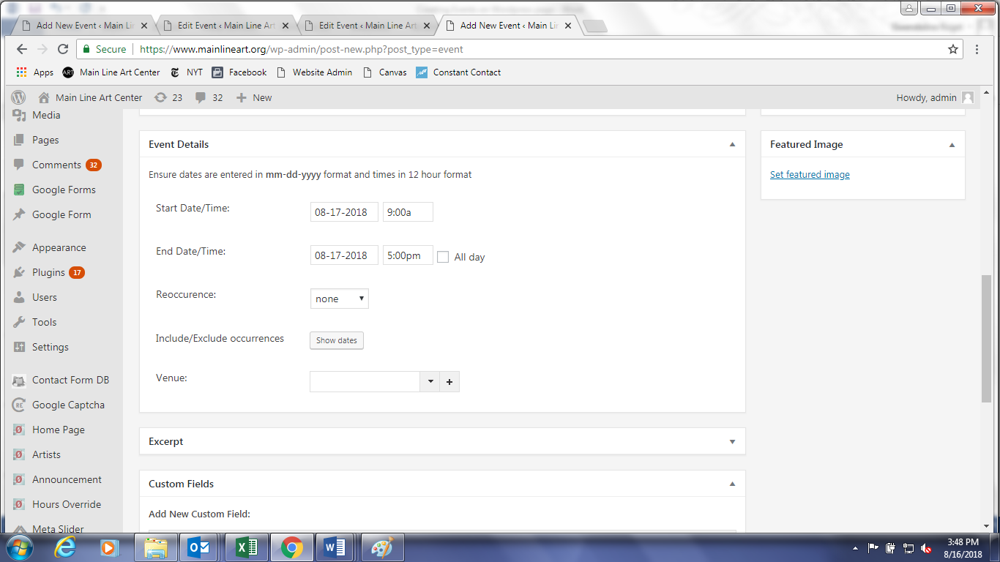 Add New Event ‹ Main Li
Edit Event ‹ Main Line Art
Edit Event ‹ Main Line Art
Add New Event ‹ Main Li
Secure
https://www.mainlineart.org/wp-admin/post-new.php?post_type=event
Apps
ART
Main Line Art Center
NYT
Facebook
Website Admin
Canvas
Constant Contact
Main Line Art Center
23
32
New
Howdy, admin
Media
Pages
Comments 32
Google Forms
Google Form
Appearance
Plugins 17
Users
Tools
Settings
Contact Form DB
RE
Google Captcha
Home Page
Artists
Announcement
Hours Override
Meta Slider
Event Details
Ensure dates are entered in mm-dd-yyyy format and times in 12 hour format
Start Date/Time: 08-17-2018 9:00a
End Date/Time: 08-17-2018 5:00pm All day
Reoccurence: none
Include/Exclude occurrences Show dates
Venue:
Excerpt
Custom Fields
Add New Custom Field:
Featured Image
Set featured image
3:48 PM
8/16/2018